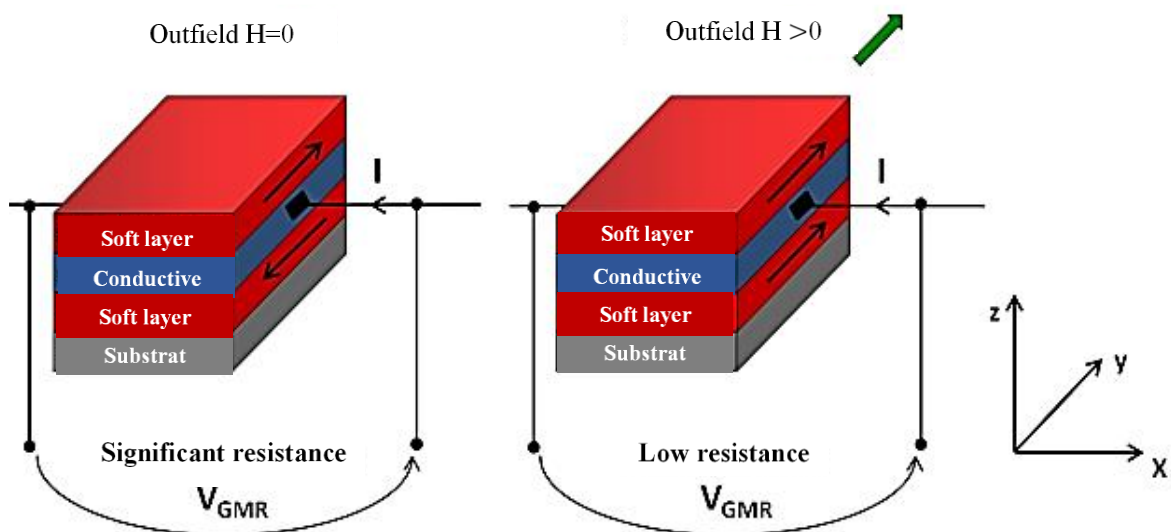 Outfield H=0
I
Soft layer
Conductive
Soft layer
Substrat
Significant resistance
VGMR
Outfield H >0
I
Soft layer
Conductive
Soft layer
Substrat
Low resistance
VGMR
z
y
X